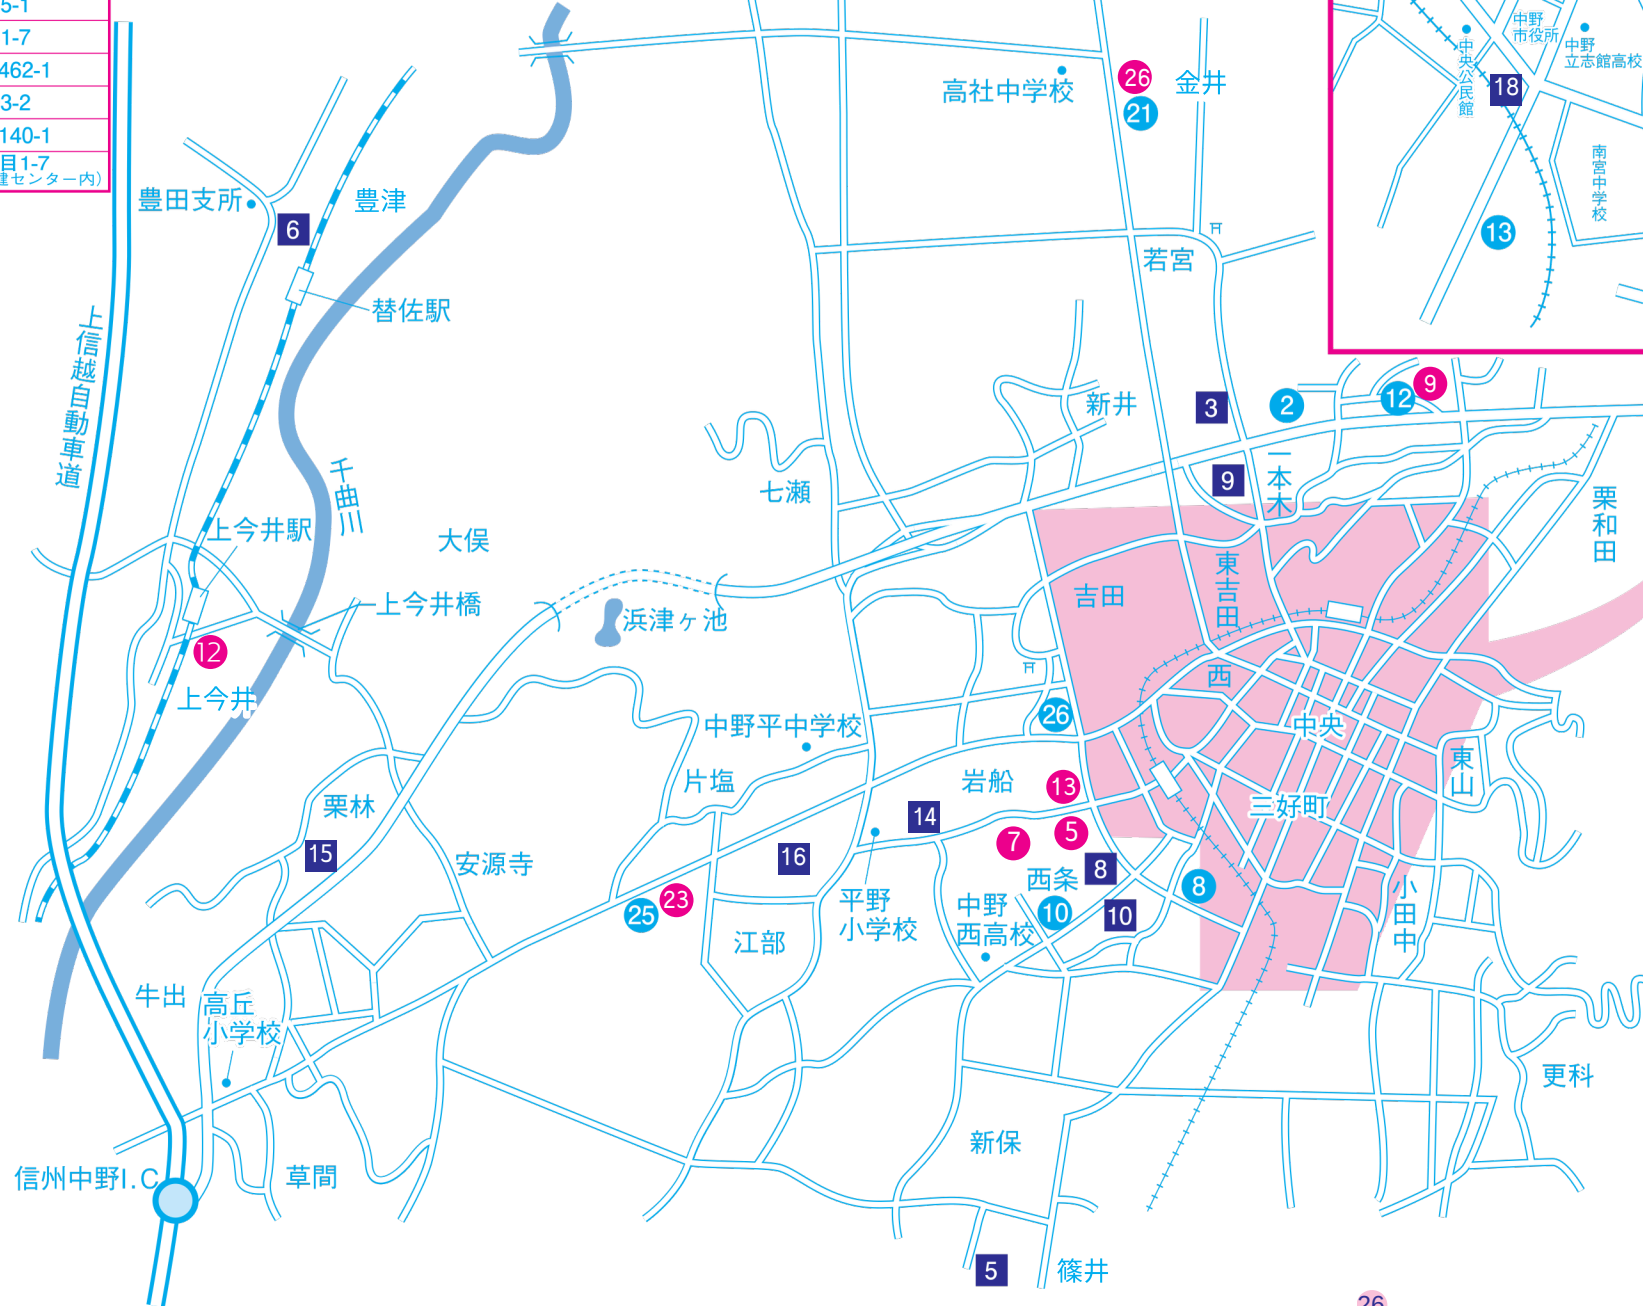 5-1
1-7
462-1
3-2
140-1
目1-7
健センター内）
中野
市役所
中央公民館
中野
立志館高校
18
南宮中学校
13
高社中学校
26
金井
21
豊田支所
豊津
6
若宮
替佐駅
上信越自動車道
新井
3
2
12
9
千曲川
七瀬
9
一本木
栗和田
上今井駅
大俣
吉田
東吉田
上今井橋
浜津ヶ池
12
上今井
西
26
中央
中野平中学校
東山
片塩
岩船
13
三好町
栗林
14
7
5
15
16
安源寺
西条
8
8
小田中
25
23
平野
小学校
中野
西高校
10
10
江部
牛出
高丘
小学校
更科
新保
信州中野I.C
草間
5
篠井
26